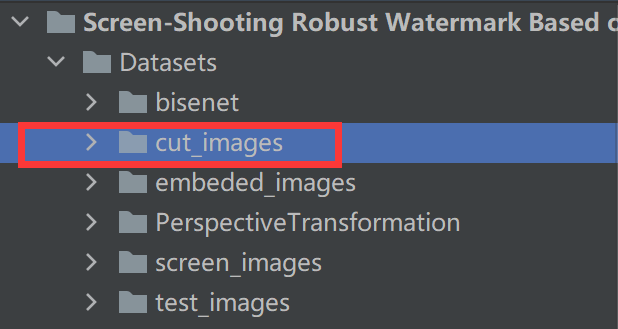 Screen-Shooting Robust Watermark Based o
Datasets
bisenet
cut_images
embeded_images
PerspectiveTransformation
screen_images
test_images